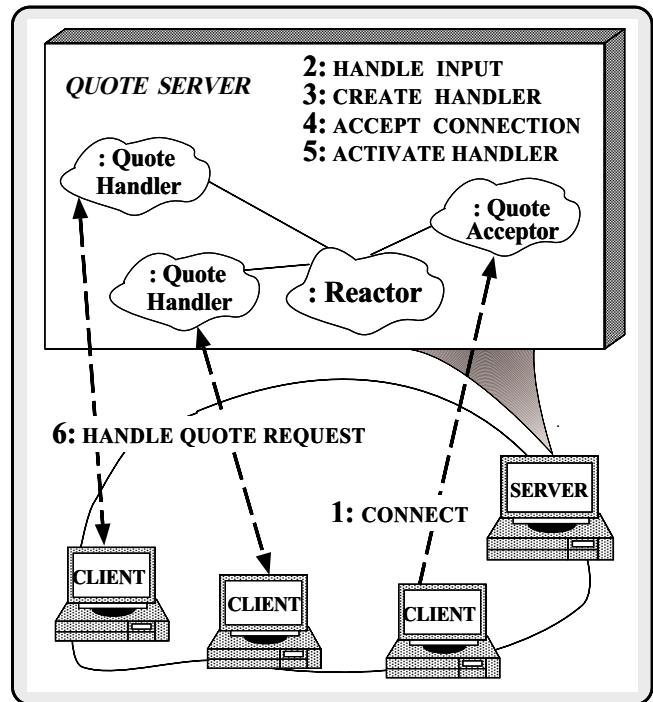 QUOTE SERVER
2: HANDLE INPUT
3: CREATE HANDLER
4: ACCEPT CONNECTION
5: ACTIVATE HANDLER
: Quote
Handler
: Quote
Acceptor
: Quote
Handler
: Reactor
6: HANDLE QUOTE REQUEST
1: CONNECT
SERVER
CLIENT
CLIENT
CLIENT